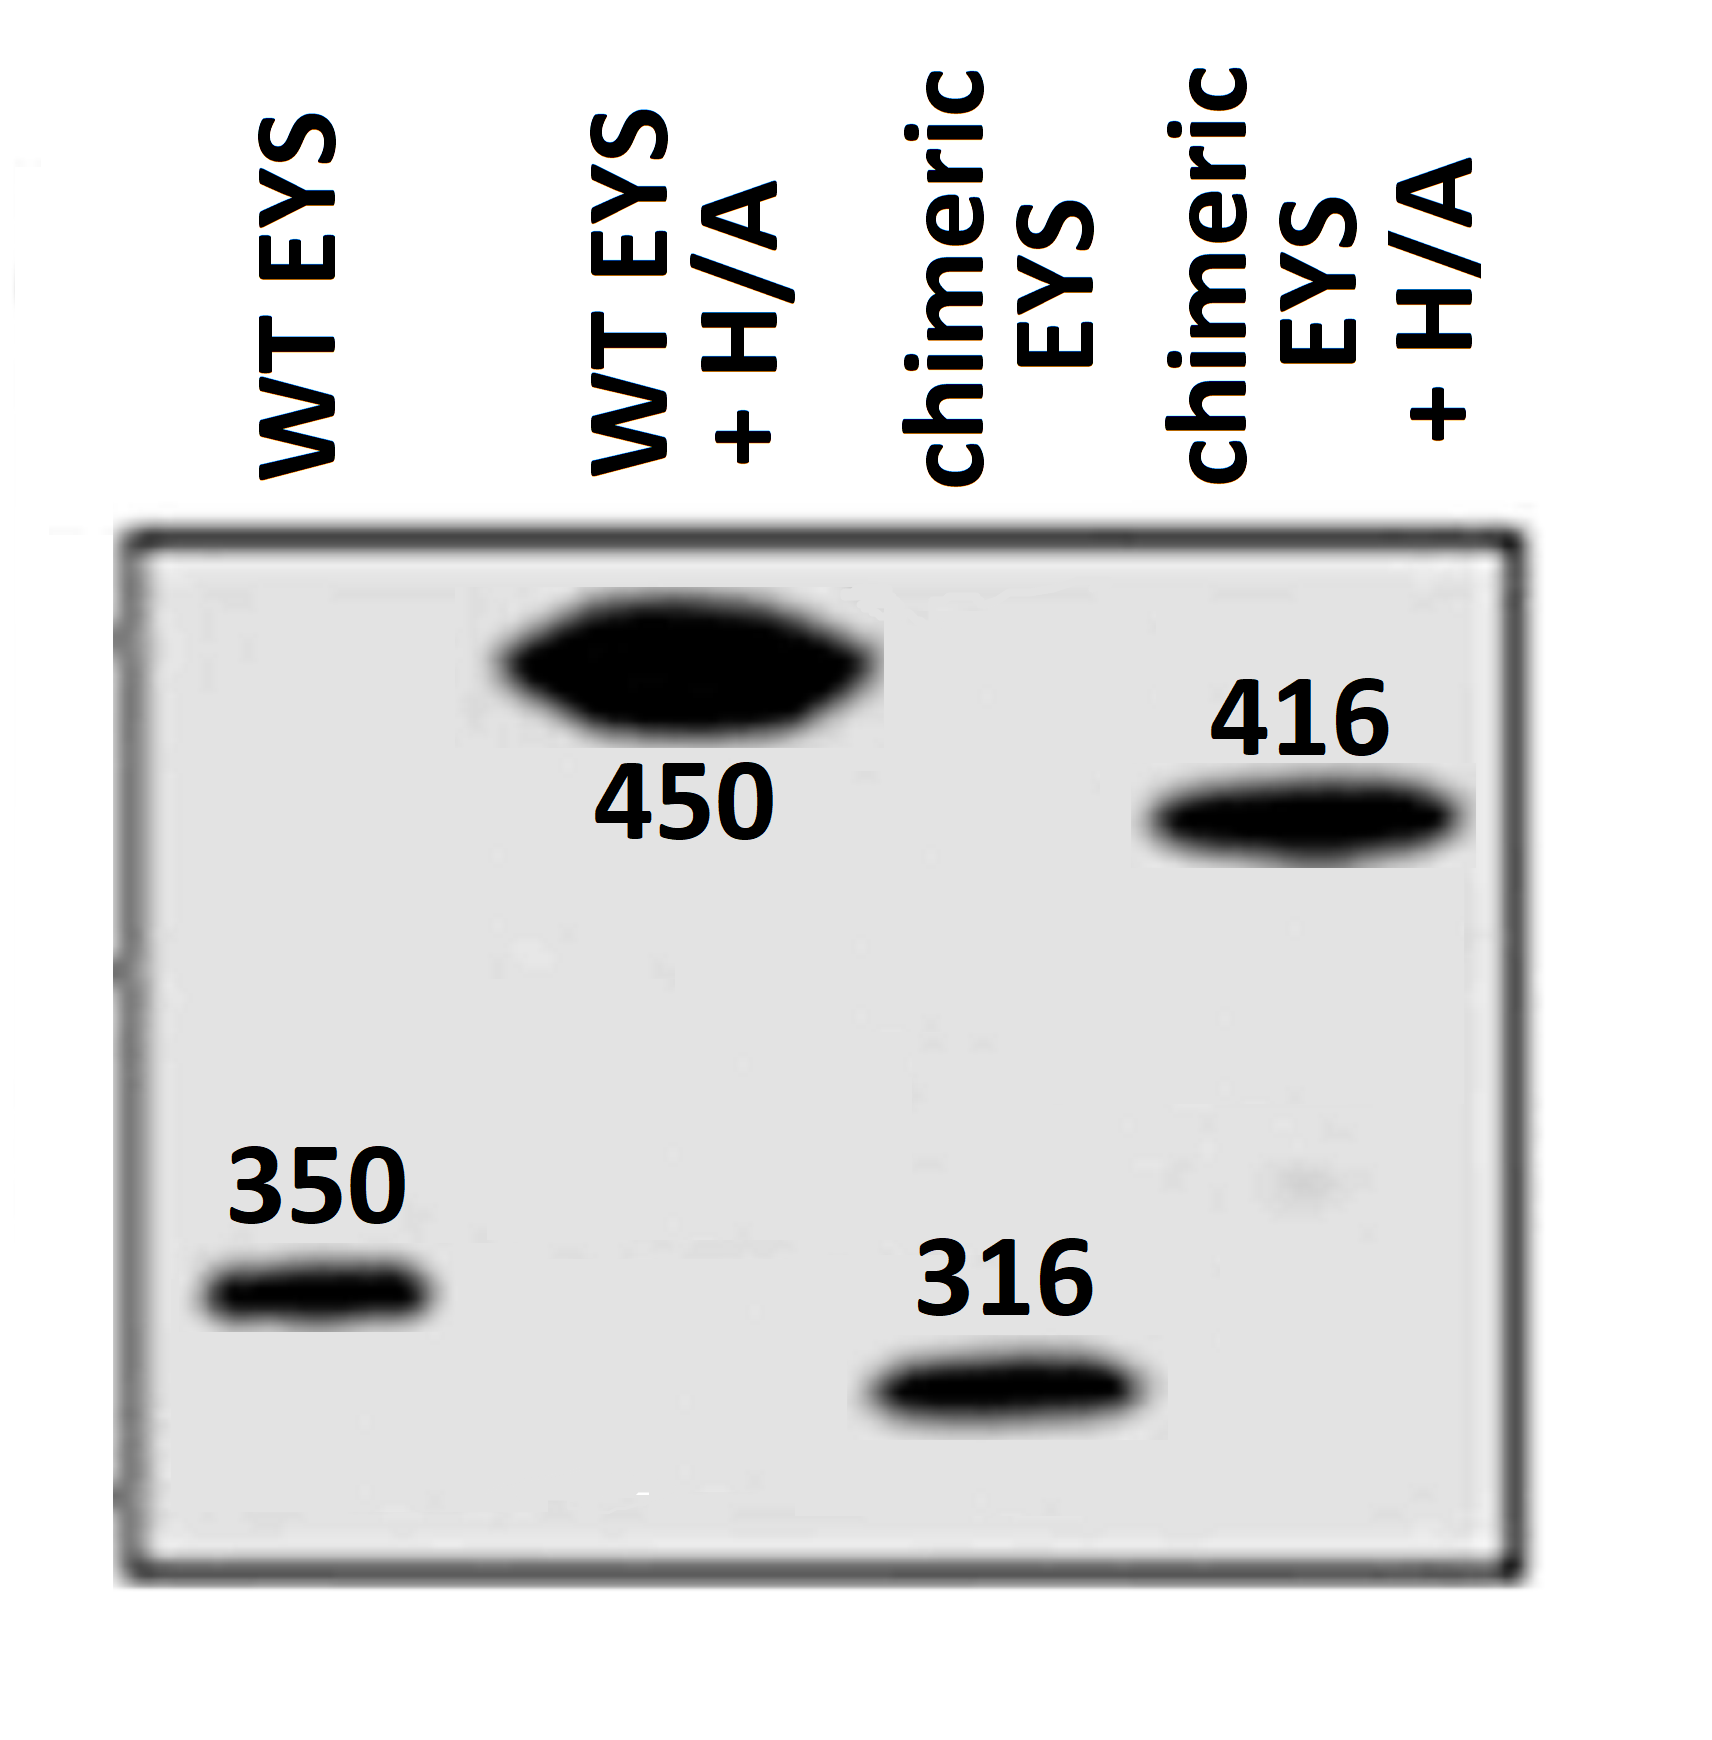 WT EYS
WT EYS
+ H/A
chimeric
EYS
chimeric
EYS
+ H/A
450
416
350
316